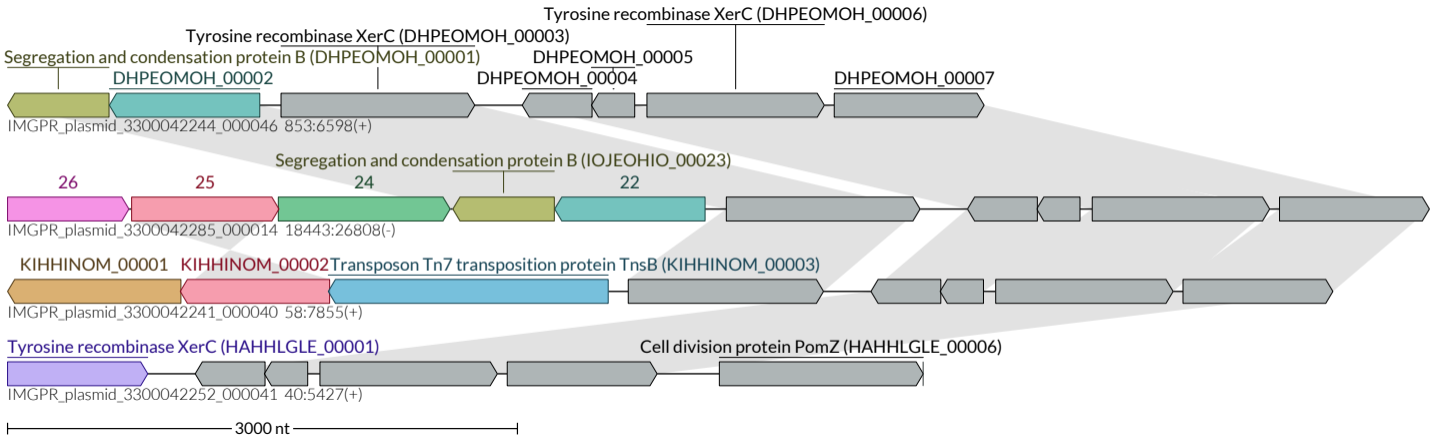 Tyrosine recombinase XerC (DHPEOMOH_00006)
Tyrosine recombinase XerC (DHPEOMOH_00003)
Segregation and condensation protein B (DHPEOMOH_00001)
DHPEOMOH_00005
DHPEOMOH_00002
DHPEOMOH_00004
DHPEOMOH_00007
IMGPR_plasmid_3300042244_000046 853:6598(+)
Segregation and condensation protein B (IOJEOHIO_00023)
26
25
24
22
IMGPR_plasmid_3300042285_000014 18443:26808(-)
KIHHINOM_00001
KIHHINOM_00002
Transposon Tn7 transposition protein TnsB (KIHHINOM_00003)
IMGPR_plasmid_3300042241_000040 58:7855(+)
Tyrosine recombinase XerC (HAHHLGLE_00001)
Cell division protein PomZ (HAHHLGLE_00006)
IMGPR_plasmid_3300042252_000041 40:5427(+)
3000 nt